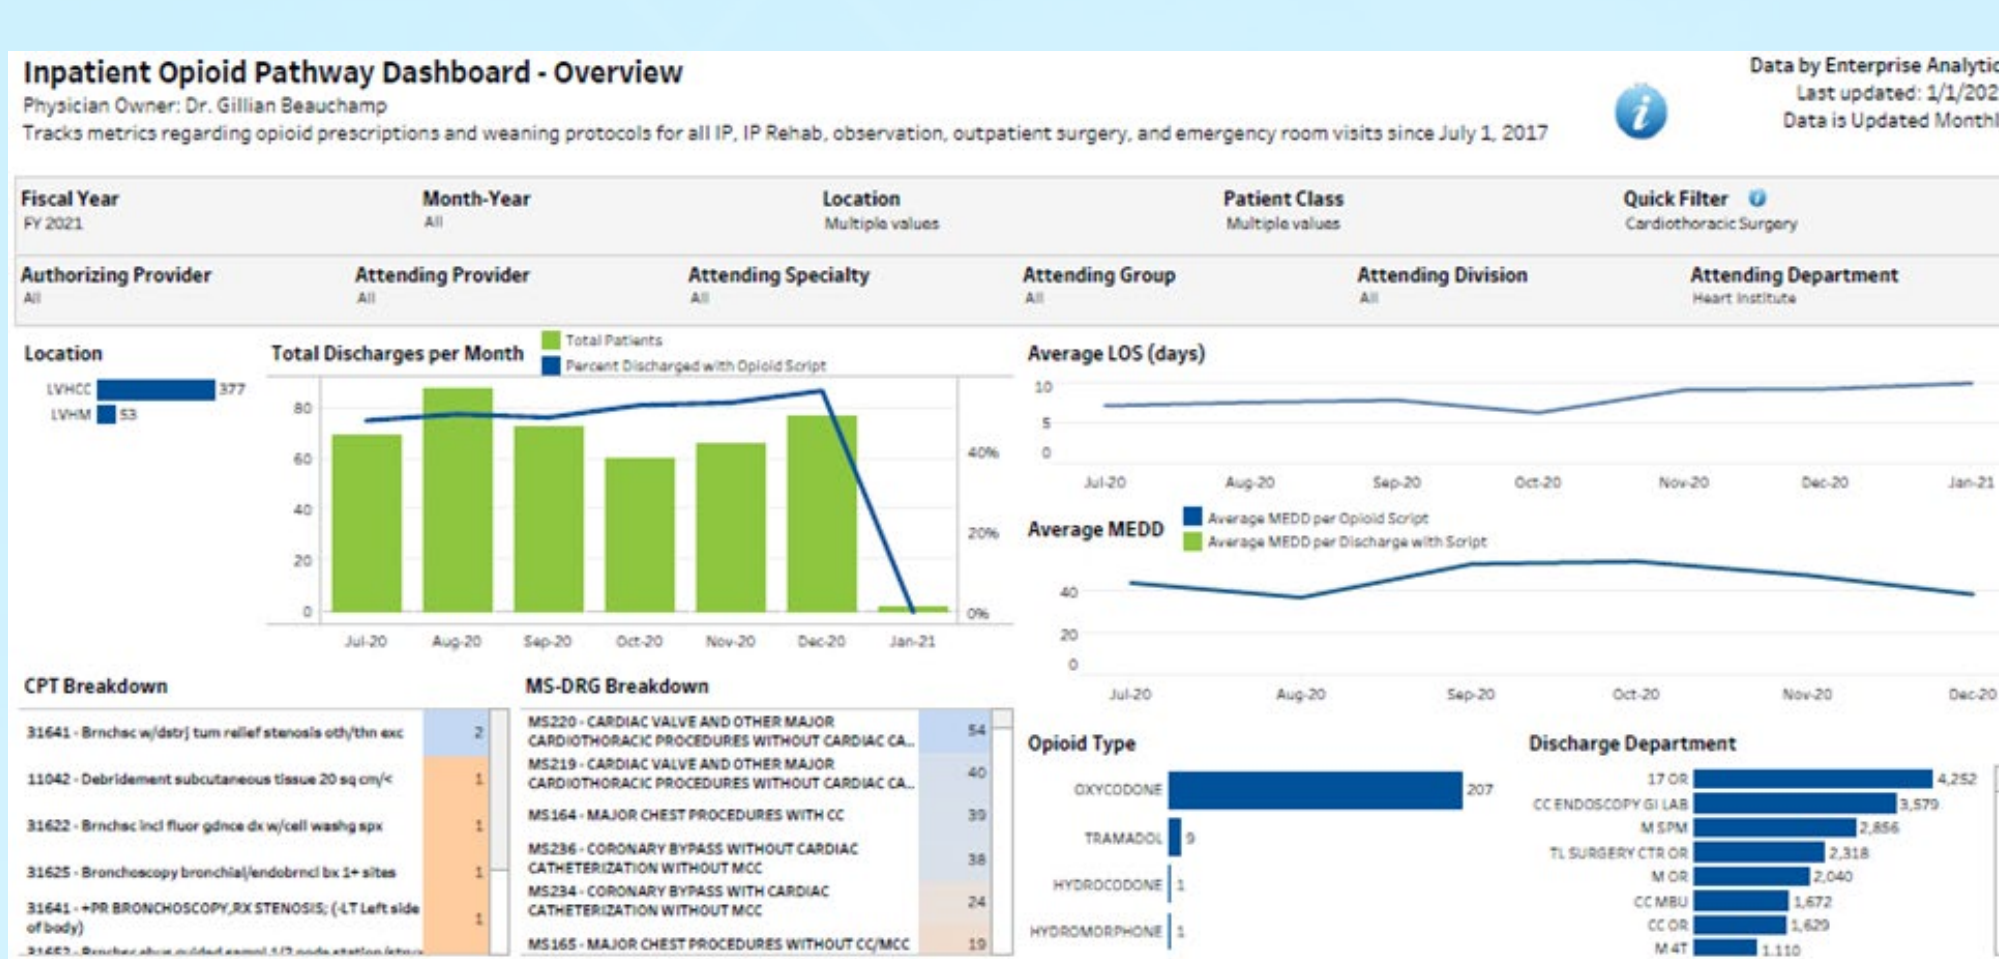 Inpatient Opioid Pathway Dashboard - Overview
Physician Owner: Dr. Gillian Beauchamp
Tracks metrics regarding opioid prescriptions and weaning protocols for all IP, IP Rehab, observation, outpatient surgery, and emergency room visits since July 1, 2017
i
Data by Enterprise Analytic
Last updated: 1/1/202
Data is Updated Monthl
Fiscal Year
FY 2021
Month-Year
All
Location
Multiple values
Patient Class
Multiple values
Quick Filter
Cardiothoracic Surgery
Authorizing Provider
All
Attending Provider
All
Attending Specialty
All
Attending Group
All
Attending Division
All
Attending Department
Heart Institute
Location
LVHCC 377
LVHM 53
Total Discharges per Month
Total Patients
Percent Discharged with Opioid Script
80
60
40
20
0
40%
20%
0%
Jul-20 Aug-20 Sep-20 Oct-20 Nov-20 Dec-20 Jan-21
Average LOS (days)
10
5
0
Jul-20 Aug-20 Sep-20 Oct-20 Nov-20 Dec-20 Jan-21
Average MEDD
Average MEDD per Opioid Script
Average MEDD per Discharge with Script
40
20
0
Jul-20 Aug-20 Sep-20 Oct-20 Nov-20 Dec-20
CPT Breakdown
31641 - Brnchsc w/dstrj tum relief stenosis oth/thn exc 2
11042 - Debridement subcutaneous tissue 20 sq cm/< 1
31622 - Brnchsc incl fluor gdnce dx w/cell washg spx 1
31625 - Bronchoscopy bronchial/endobrncl bx 1+ sites 1
31641 - +PR BRONCHOSCOPY,RX STENOSIS; (-LT Left side
of body) 1
31652 - Brnchsc ebus guided sampl 1/2 node station/
MS-DRG Breakdown
MS220 - CARDIAC VALVE AND OTHER MAJOR
CARDIOTHORACIC PROCEDURES WITHOUT CARDIAC CA... 54
MS219 - CARDIAC VALVE AND OTHER MAJOR
CARDIOTHORACIC PROCEDURES WITHOUT CARDIAC CA... 40
MS164 - MAJOR CHEST PROCEDURES WITH CC 39
MS236 - CORONARY BYPASS WITHOUT CARDIAC
CATHETERIZATION WITHOUT MCC 38
MS234 - CORONARY BYPASS WITH CARDIAC
CATHETERIZATION WITHOUT MCC 24
MS165 - MAJOR CHEST PROCEDURES WITHOUT CC/MCC 19
Opioid Type
OXYCODONE 207
TRAMADOL 9
HYDROCODONE 1
HYDROMORPHONE 1
Discharge Department
17 OR 4,252
CC ENDOSCOPY GI LAB 3,579
M SPM 2,856
TL SURGERY CTR OR 2,318
M OR 2,040
CC MBU 1,672
CC OR 1,629
M 4T 1,110